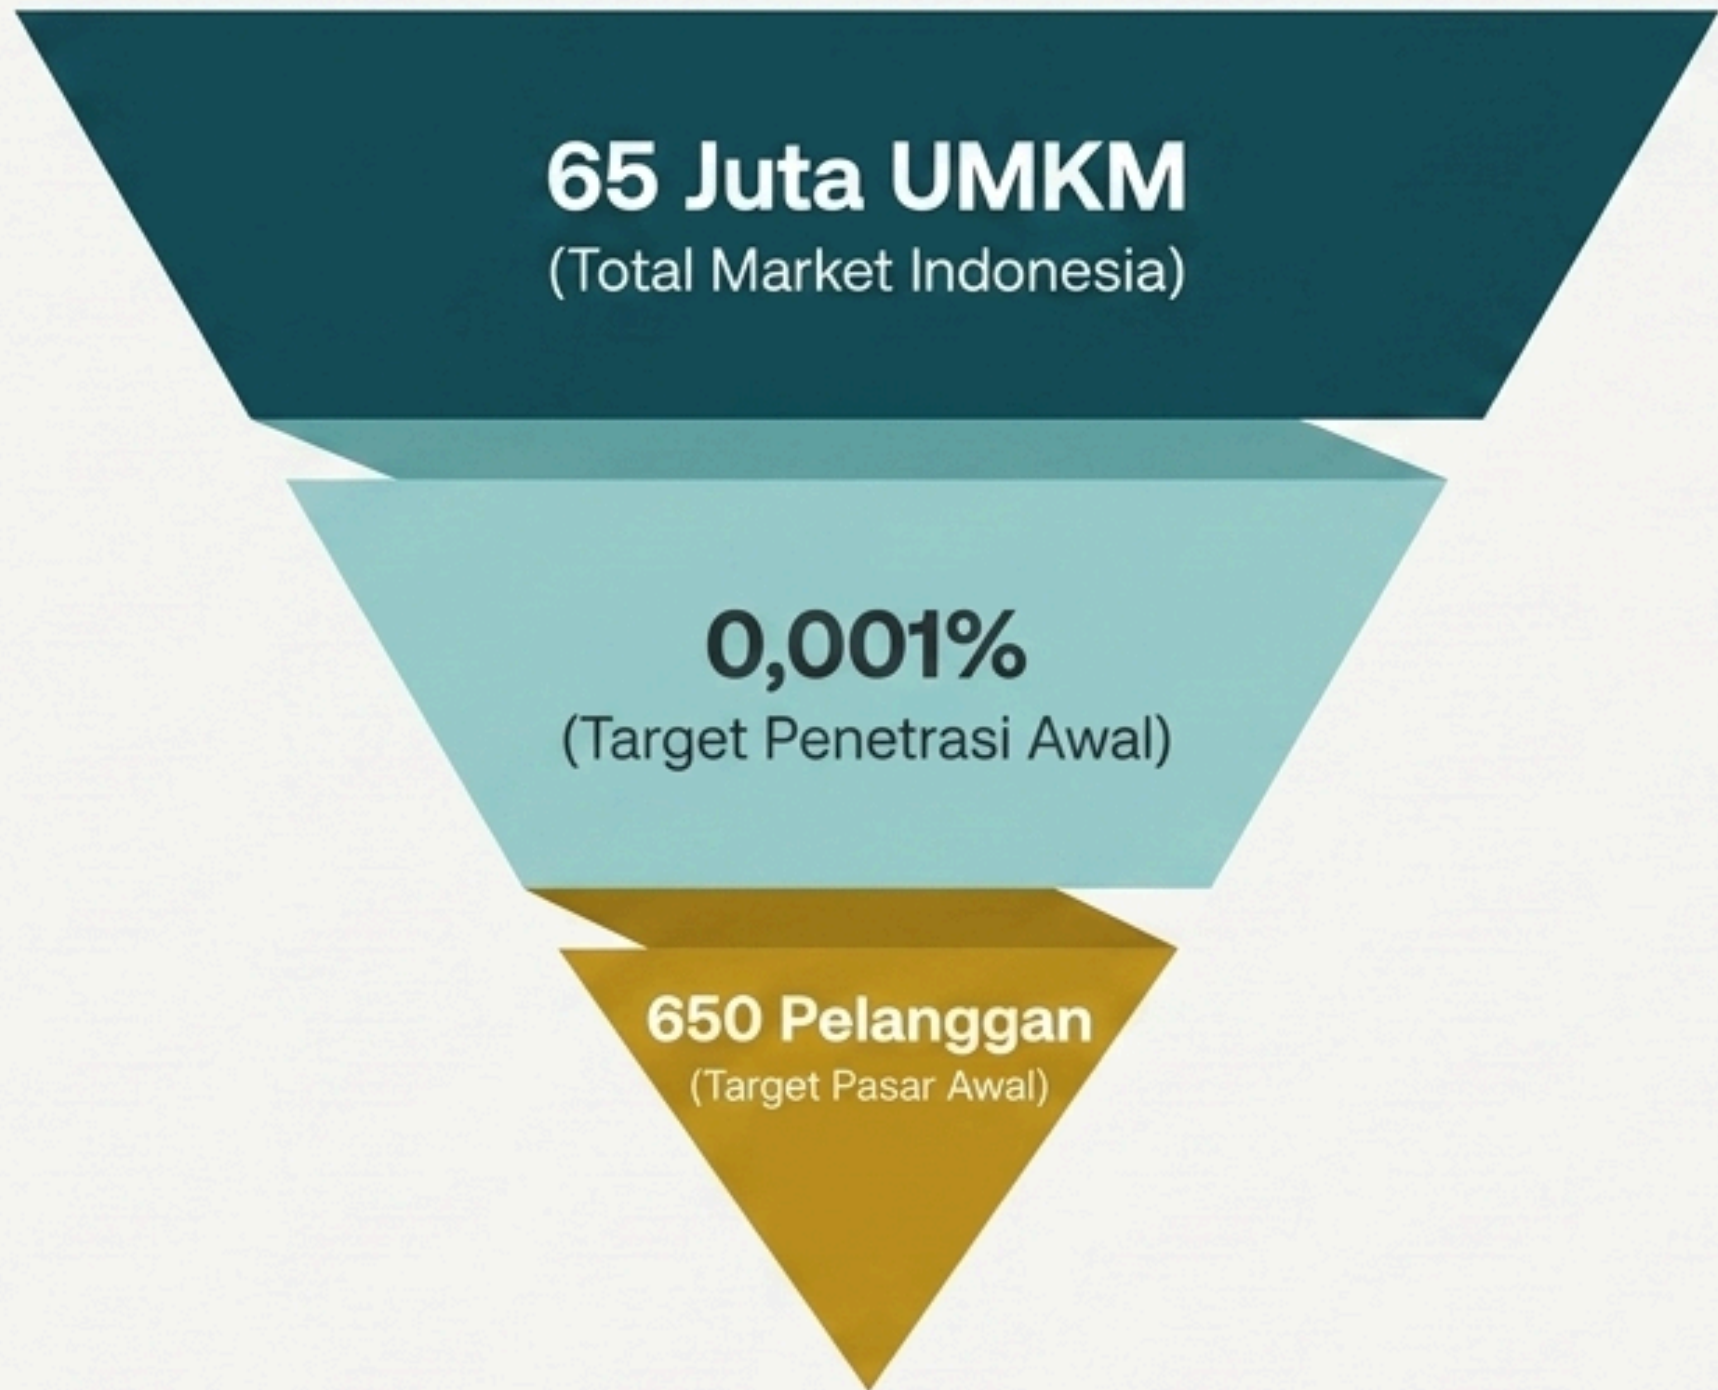 65 Juta UMKM
(Total Market Indonesia)
0,001%
(Target Penetrasi Awal)
650 Pelanggan
(Target Pasar Awal)